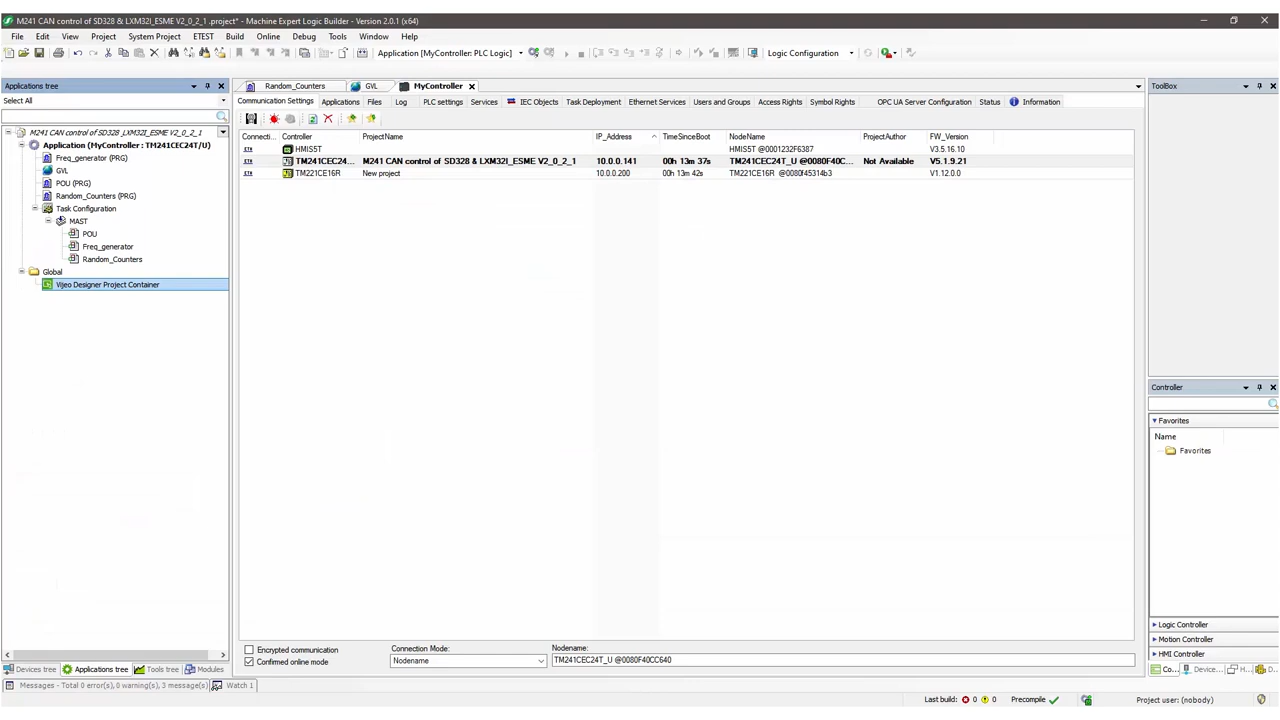 M241 CAN control of SD328 & LXM32I_ESME V2_0_2_1 .project* - Machine Expert Logic Builder - Version 2.0.1 (x64)
File Edit View Project System Project ETEST Build Online Debug Tools Window Help
Application [MyController: PLC Logic] Logic Configuration
Applications tree
Select All
M241 CAN control of SD328_LXM32I_ESME V2_0_2_1
Application (MyController : TM241CEC24T/U)
Freq_generator (PRG)
GVL
POU (PRG)
Random_Counters (PRG)
Task Configuration
MAST
POU
Freq_generator
Random_Counters
Global
Vijeo Designer Project Container
Devices tree Applications tree Tools tree Modules
Random_Counters GVL MyController
Communication Settings Applications Files Log PLC settings Services IEC Objects Task Deployment Ethernet Services Users and Groups Access Rights Symbol Rights OPC UA Server Configuration Status Information
Connecti... Controller ProjectName IP_Address TimeSinceBoot NodeName ProjectAuthor FW_Version
CTR HMIS5T HMIS5T @0001232F6387 V3.5.16.10
CTR TM241CEC24... M241 CAN control of SD328 & LXM32I_ESME V2_0_2_1 10.0.0.141 00h 13m 37s TM241CEC24T_U @0080F40C... Not Available V5.1.9.21
CTR TM221CE16R New project 10.0.0.200 00h 13m 42s TM221CE16R @0080f45314b3 V1.12.0.0
Encrypted communication
Confirmed online mode
Connection Mode:
Nodename
Nodename:
TM241CEC24T_U @0080F40CC640
ToolBox
Controller
Favorites
Name
Favorites
Logic Controller
Motion Controller
HMI Controller
Co... Device... H... D...
Messages - Total 0 error(s), 0 warning(s), 3 message(s) Watch 1
Last build: 0 0 Precompile Project user: (nobody)